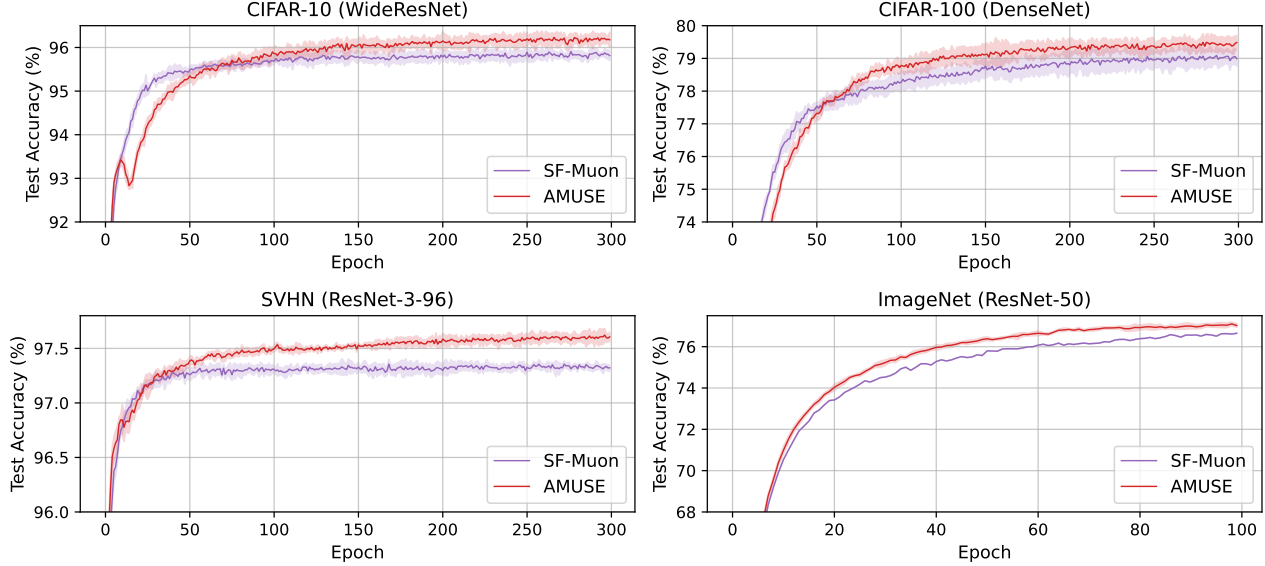 CIFAR-10 (WideResNet)
Test Accuracy (%)
96
95
94
93
92
0 50 100 150 200 250 300
Epoch
SF-Muon
AMUSE
CIFAR-100 (DenseNet)
Test Accuracy (%)
80
79
78
77
76
75
74
0 50 100 150 200 250 300
Epoch
SF-Muon
AMUSE
SVHN (ResNet-3-96)
Test Accuracy (%)
97.5
97.0
96.5
96.0
0 50 100 150 200 250 300
Epoch
SF-Muon
AMUSE
ImageNet (ResNet-50)
Test Accuracy (%)
76
74
72
70
68
0 20 40 60 80 100
Epoch
SF-Muon
AMUSE